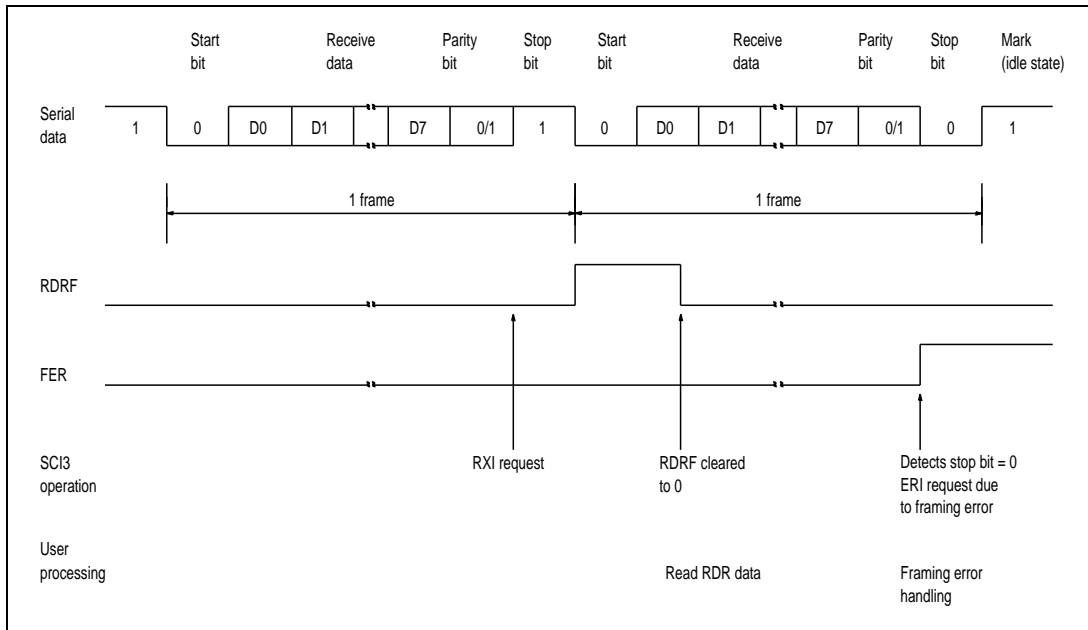 Start bit Receive data Parity bit Stop bit Start bit Receive data Parity bit Stop bit Mark (idle state)
Serial data
1 0 D0 D1 D7 0/1 1 0 D0 D1 D7 0/1 0 1
1 frame 1 frame
RDRF
FER
SCI3 operation
RXI request
RDRF cleared
to 0
Detects stop bit = 0
ERI request due
to framing error
User processing
Read RDR data
Framing error
handling